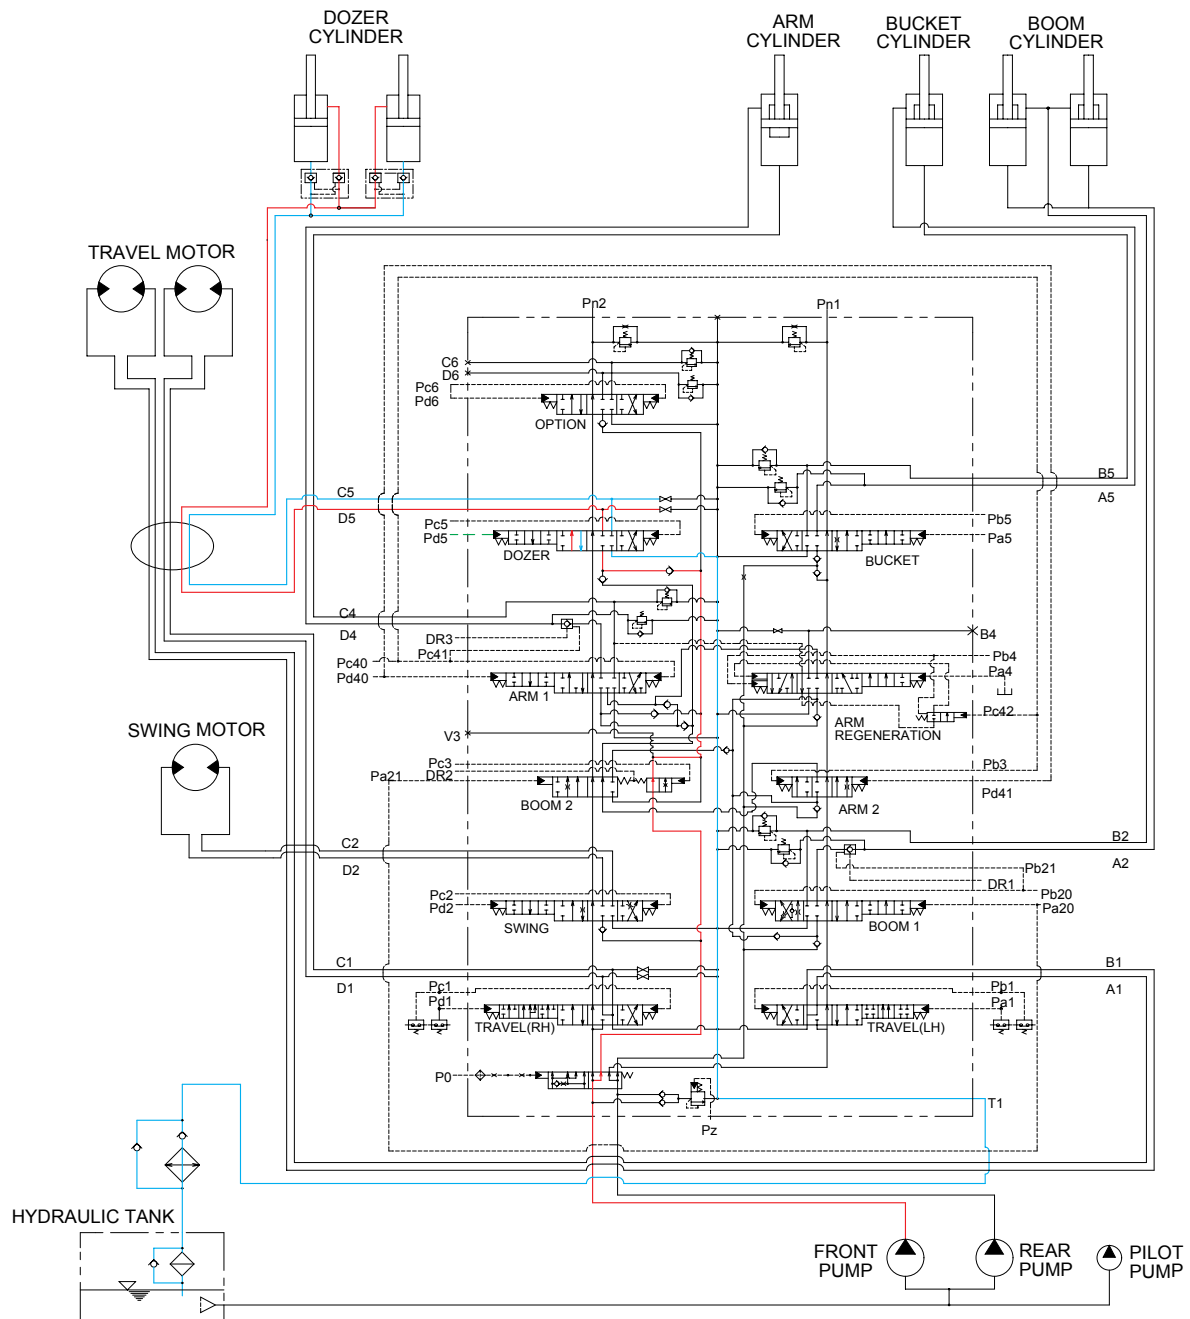 DOZER
CYLINDER
ARM
CYLINDER
BUCKET
CYLINDER
BOOM
CYLINDER
TRAVEL MOTOR
Pn2
Pn1
C6
D6
Pc6
Pd6
OPTION
B5
A5
C5
D5
Pc5
Pd5
DOZER
Pb5
Pa5
BUCKET
C4
D4
DR3
Pc41
Pc40
Pd40
ARM 1
B4
Pb4
Pa4
Pc42
ARM
REGENERATION
SWING MOTOR
V3
Pc3
DR2
Pa21
BOOM 2
Pb3
Pd41
ARM 2
C2
D2
B2
A2
Pb21
DR1
Pc2
Pd2
SWING
Pb20
Pa20
BOOM 1
C1
D1
B1
A1
Pc1
Pd1
TRAVEL(RH)
Pb1
Pa1
TRAVEL(LH)
P0
Pz
T1
HYDRAULIC TANK
FRONT
PUMP
REAR
PUMP
PILOT
PUMP